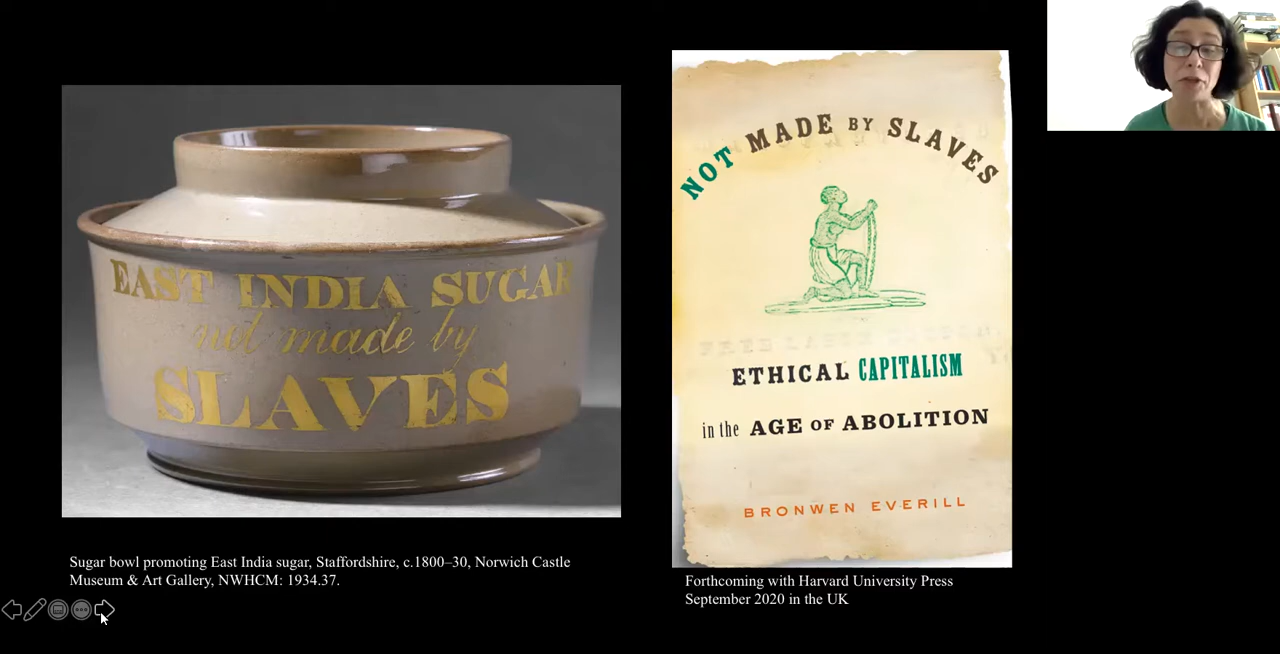 EAST INDIA SUGAR
not made by
SLAVES
NOT MADE BY SLAVES
ETHICAL CAPITALISM
in the AGE OF ABOLITION
BRONWEN EVERILL
Sugar bowl promoting East India sugar, Staffordshire, c.1800–30, Norwich Castle
Museum & Art Gallery, NWHCM: 1934.37.
Forthcoming with Harvard University Press
September 2020 in the UK